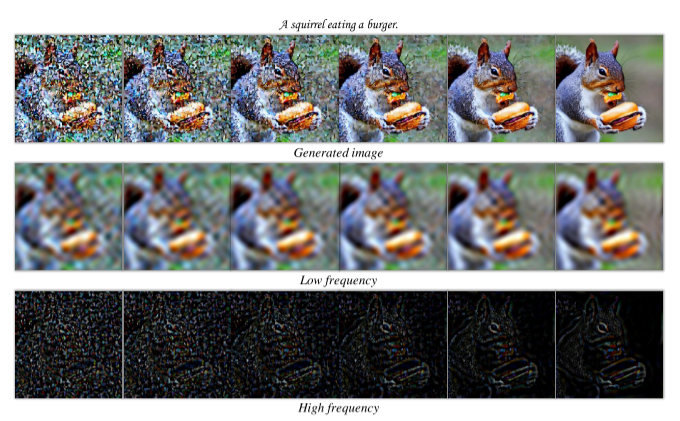 A squirrel eating a burger.
Generated image
Low frequency
High frequency